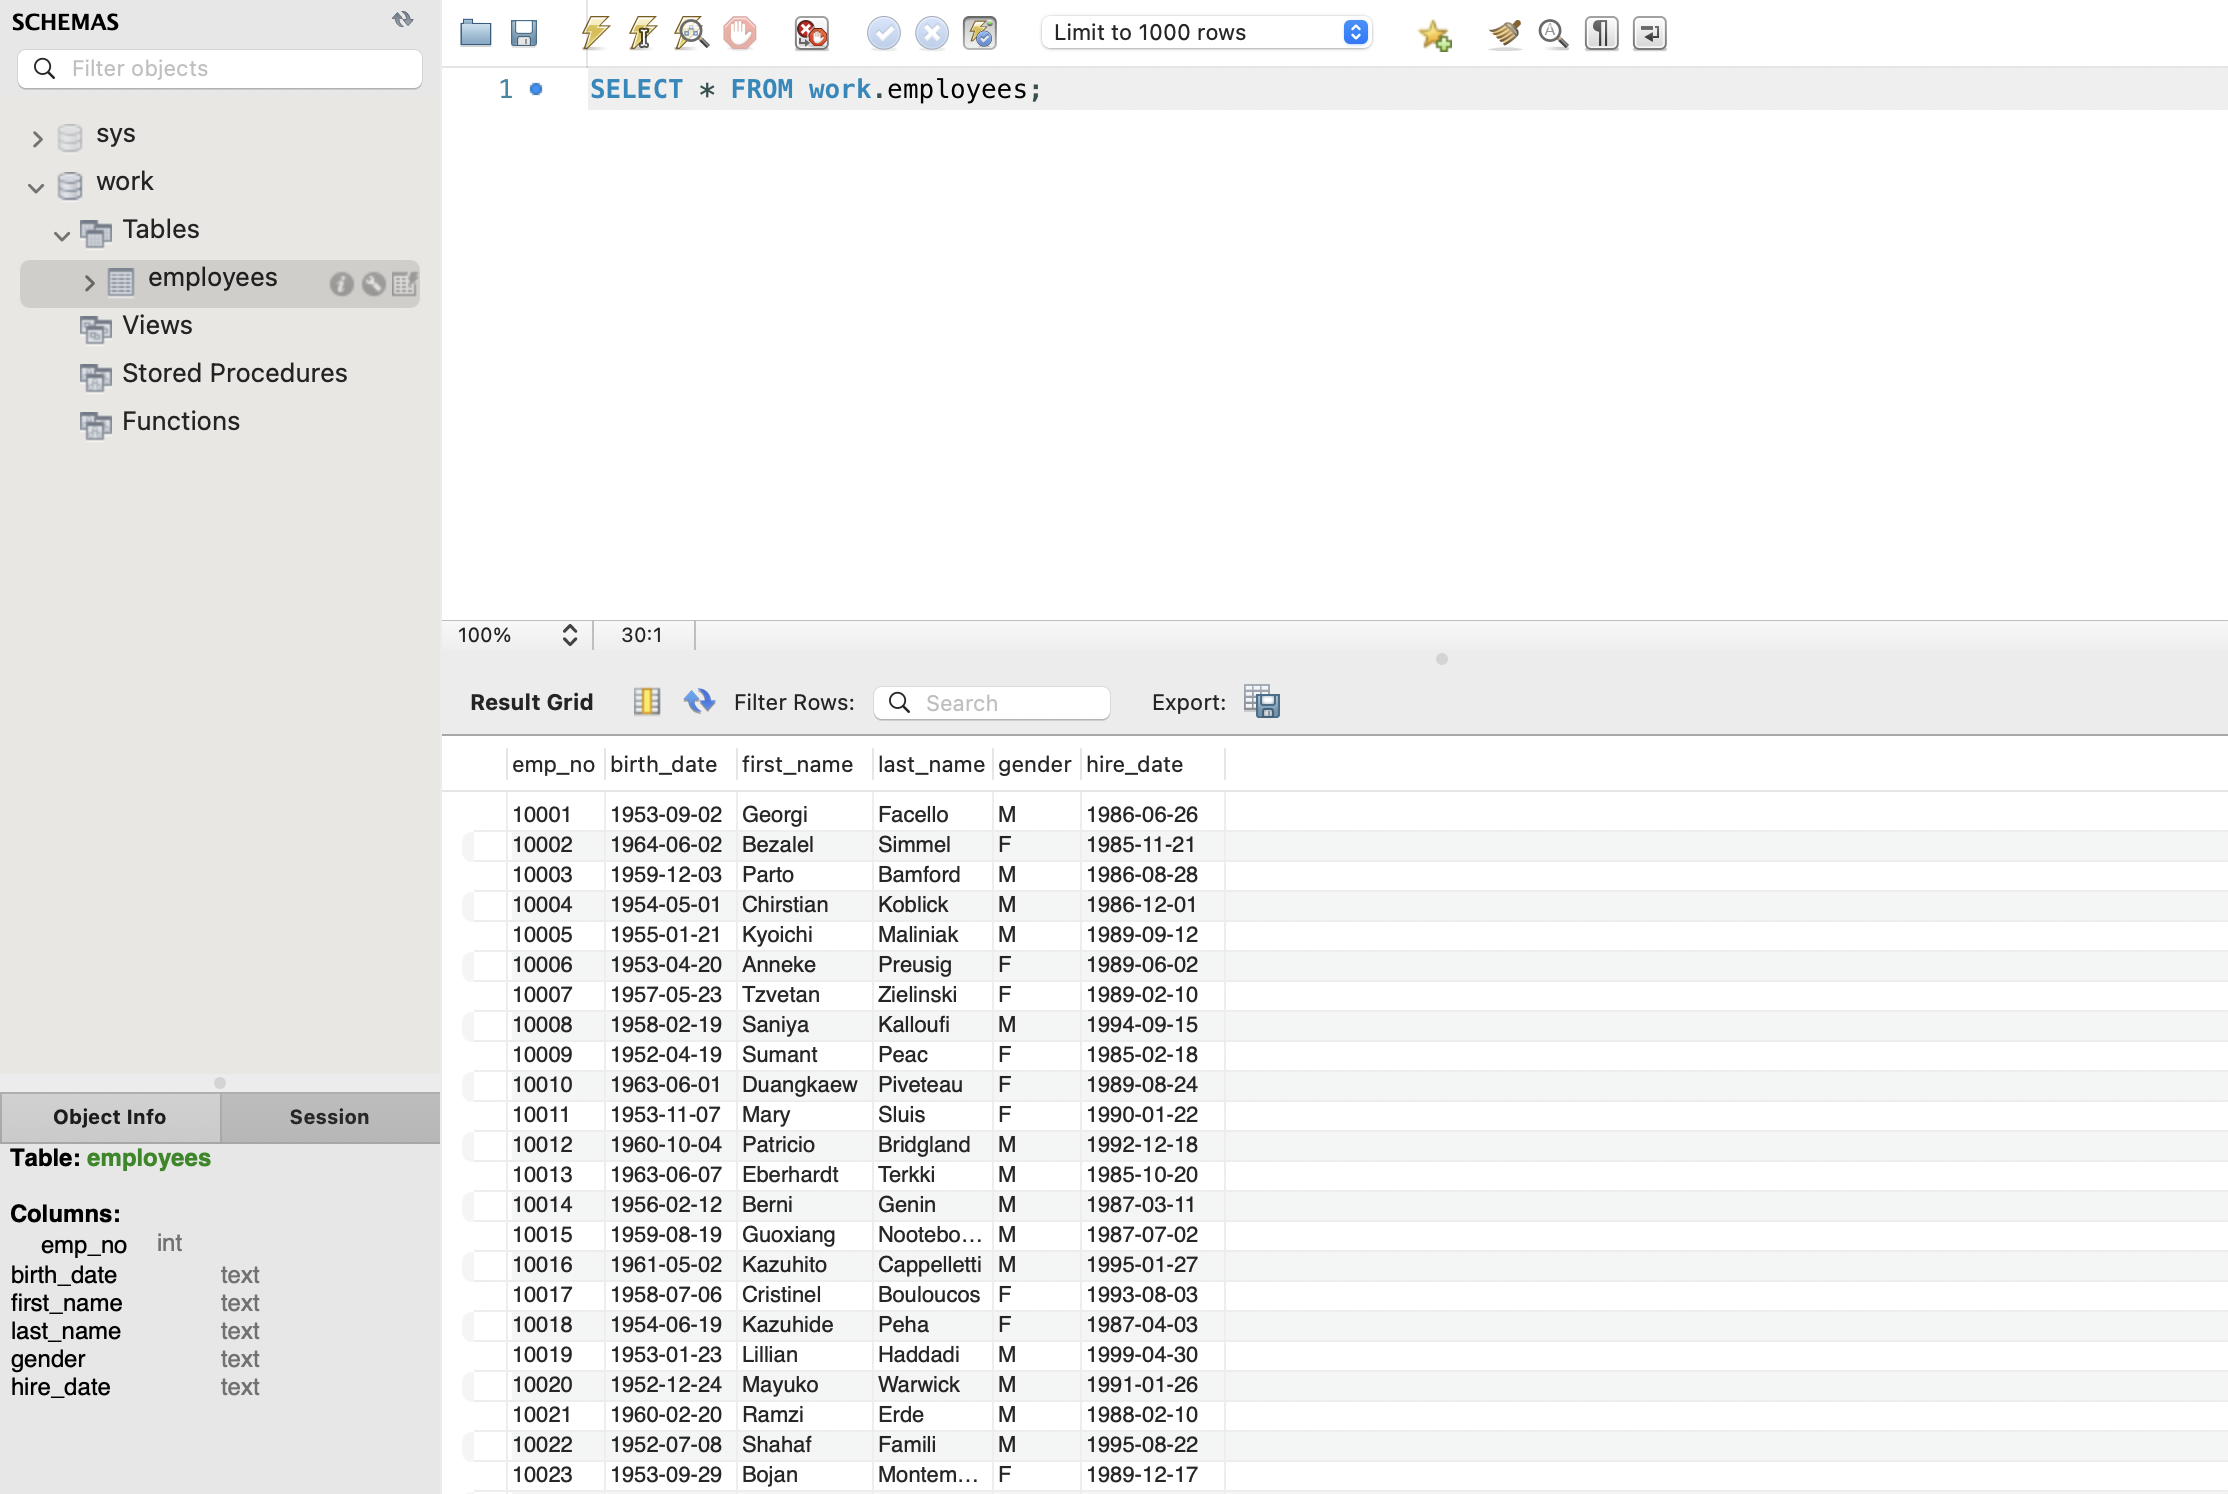 SCHEMAS
Filter objects
sys
work
Tables
employees
Views
Stored Procedures
Functions
Object Info Session
Table: employees
Columns:
emp_no int
birth_date text
first_name text
last_name text
gender text
hire_date text
Limit to 1000 rows
1 SELECT * FROM work.employees;
100% 30:1
Result Grid Filter Rows: Search Export:
emp_no birth_date first_name last_name gender hire_date
10001 1953-09-02 Georgi Facello M 1986-06-26
10002 1964-06-02 Bezalel Simmel F 1985-11-21
10003 1959-12-03 Parto Bamford M 1986-08-28
10004 1954-05-01 Chirstian Koblick M 1986-12-01
10005 1955-01-21 Kyoichi Maliniak M 1989-09-12
10006 1953-04-20 Anneke Preusig F 1989-06-02
10007 1957-05-23 Tzvetan Zielinski F 1989-02-10
10008 1958-02-19 Saniya Kalloufi M 1994-09-15
10009 1952-04-19 Sumant Peac F 1985-02-18
10010 1963-06-01 Duangkaew Piveteau F 1989-08-24
10011 1953-11-07 Mary Sluis F 1990-01-22
10012 1960-10-04 Patricio Bridgland M 1992-12-18
10013 1963-06-07 Eberhardt Terkki M 1985-10-20
10014 1956-02-12 Berni Genin M 1987-03-11
10015 1959-08-19 Guoxiang Nootebo... M 1987-07-02
10016 1961-05-02 Kazuhito Cappelletti M 1995-01-27
10017 1958-07-06 Cristinel Bouloucos F 1993-08-03
10018 1954-06-19 Kazuhide Peha F 1987-04-03
10019 1953-01-23 Lillian Haddadi M 1999-04-30
10020 1952-12-24 Mayuko Warwick M 1991-01-26
10021 1960-02-20 Ramzi Erde M 1988-02-10
10022 1952-07-08 Shahaf Famili M 1995-08-22
10023 1953-09-29 Bojan Montem... F 1989-12-17